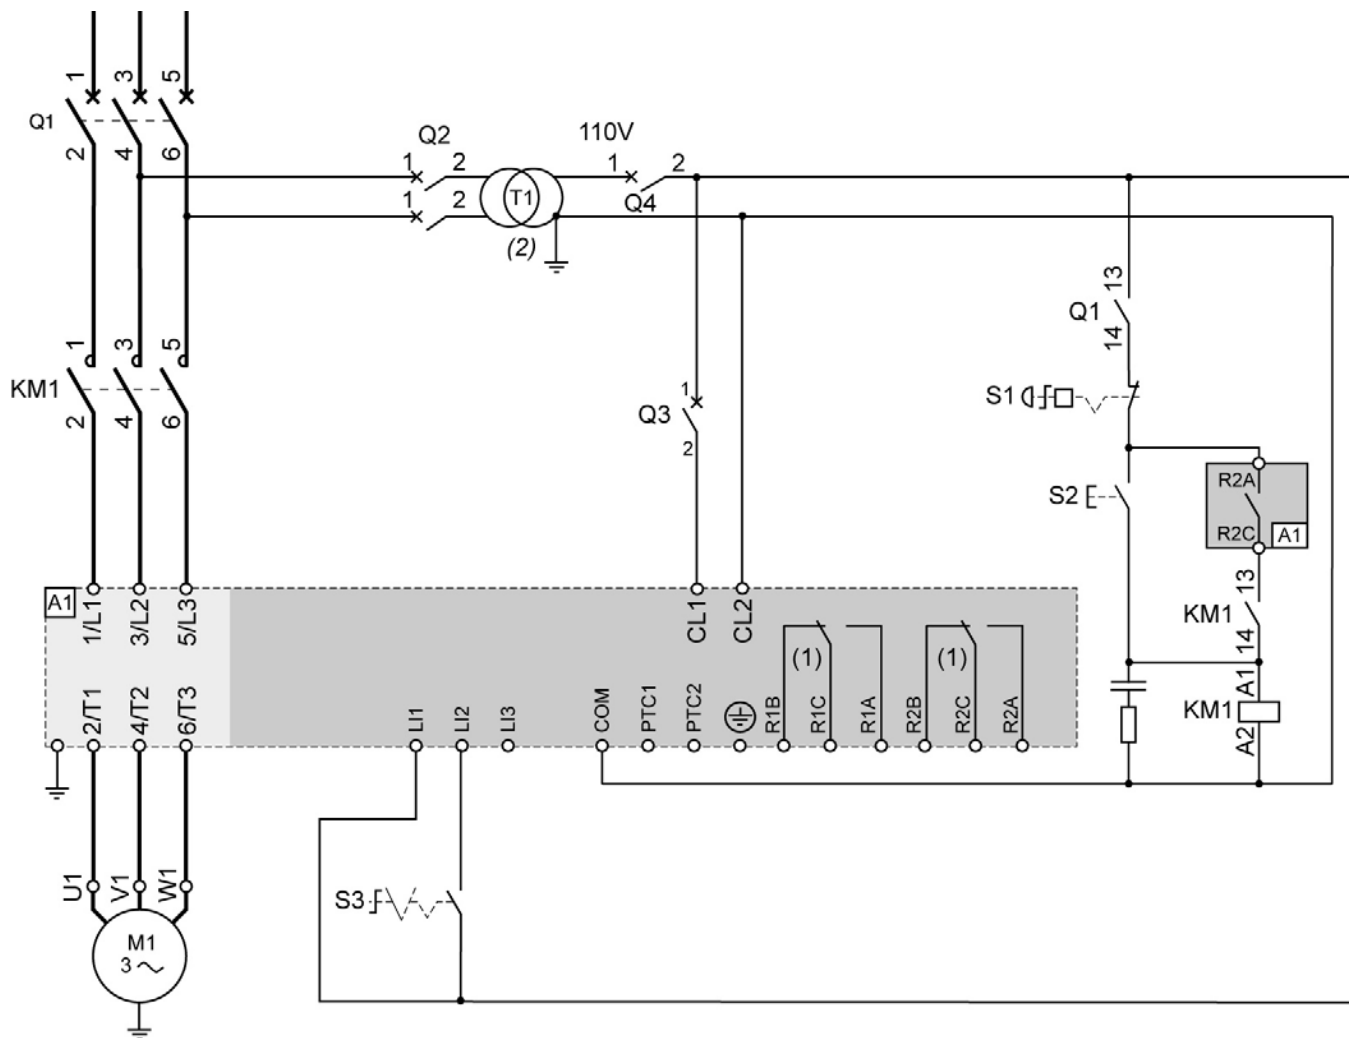 1 3 5
Q1
2 4 6
Q2
1 2
1 2
T1
(2)
110V
1 2
Q4
1 3 5
KM1
2 4 6
1
Q3
2
13
Q1
14
S1
S2
R2A
R2C
A1
13
KM1
14
A1
KM1
A2
A1
1/L1 3/L2 5/L3
CL1 CL2
(1) (1)
2/T1 4/T2 6/T3
LI1 LI2 LI3
COM PTC1 PTC2
R1B R1C R1A R2B R2C R2A
U1 V1 W1
S3
M1
3